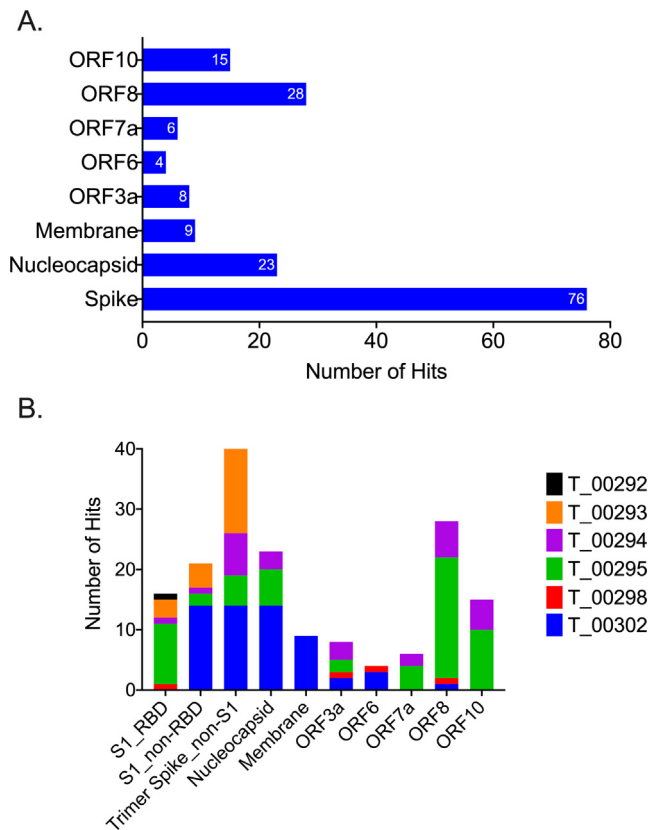 A.
ORF10
15
ORF8
28
ORF7a
6
ORF6
4
ORF3a
8
Membrane
9
Nucleocapsid
23
Spike
76
0 20 40 60 80
Number of Hits
B.
Number of Hits
40
30
20
10
0
S1_RBD
S1_non-RBD
Trimer Spike_non-S1
Nucleocapsid
Membrane
ORF3a
ORF6
ORF7a
ORF8
ORF10
T_00292
T_00293
T_00294
T_00295
T_00298
T_00302